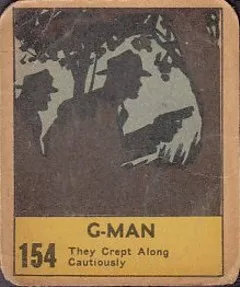 G-MAN
154 They Crept Along
Cautiously